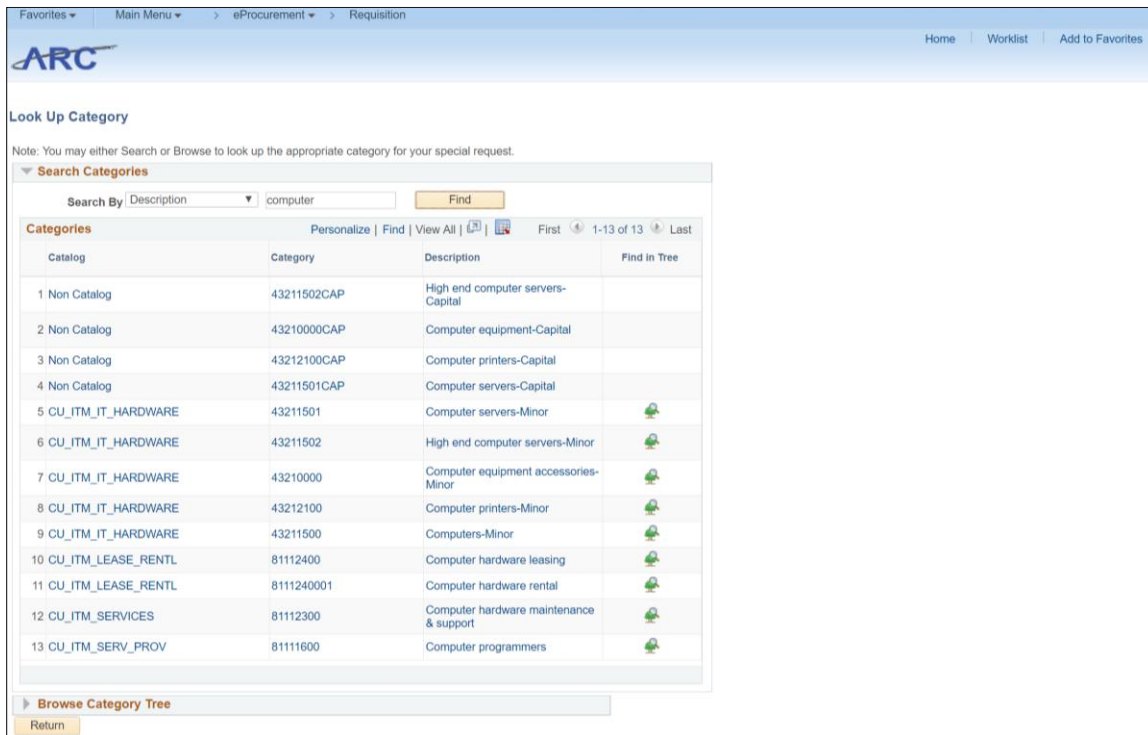 Favorites Main Menu > eProcurement > Requisition
Home Worklist Add to Favorites
ARC
Look Up Category
Note: You may either Search or Browse to look up the appropriate category for your special request.
Search Categories
Search By Description computer Find
Categories Personalize | Find | View All | | First 1-13 of 13 Last
Catalog Category Description Find in Tree
1 Non Catalog 43211502CAP High end computer servers-
Capital
2 Non Catalog 43210000CAP Computer equipment-Capital
3 Non Catalog 43212100CAP Computer printers-Capital
4 Non Catalog 43211501CAP Computer servers-Capital
5 CU_ITM_IT_HARDWARE 43211501 Computer servers-Minor
6 CU_ITM_IT_HARDWARE 43211502 High end computer servers-Minor
7 CU_ITM_IT_HARDWARE 43210000 Computer equipment accessories-
Minor
8 CU_ITM_IT_HARDWARE 43212100 Computer printers-Minor
9 CU_ITM_IT_HARDWARE 43211500 Computers-Minor
10 CU_ITM_LEASE_RENTL 81112400 Computer hardware leasing
11 CU_ITM_LEASE_RENTL 8111240001 Computer hardware rental
12 CU_ITM_SERVICES 81112300 Computer hardware maintenance
& support
13 CU_ITM_SERV_PROV 81111600 Computer programmers
Browse Category Tree
Return